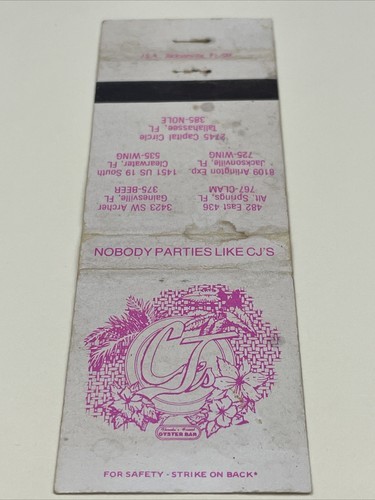 NOBODY PARTIES LIKE CJ'S
CJ's
OYSTER BAR
FOR SAFETY - STRIKE ON BACK*
482 East 436
Alt. Springs, FL
767-CLAM
3423 SW Archer
Gainesville, FL
375-BEER
8109 Arlington Exp.
Jacksonville, FL
725-WING
1451 US 19 South
Clearwater, FL
535-WING
2345 Capital Circle
Tallahassee, FL
385-NOLE